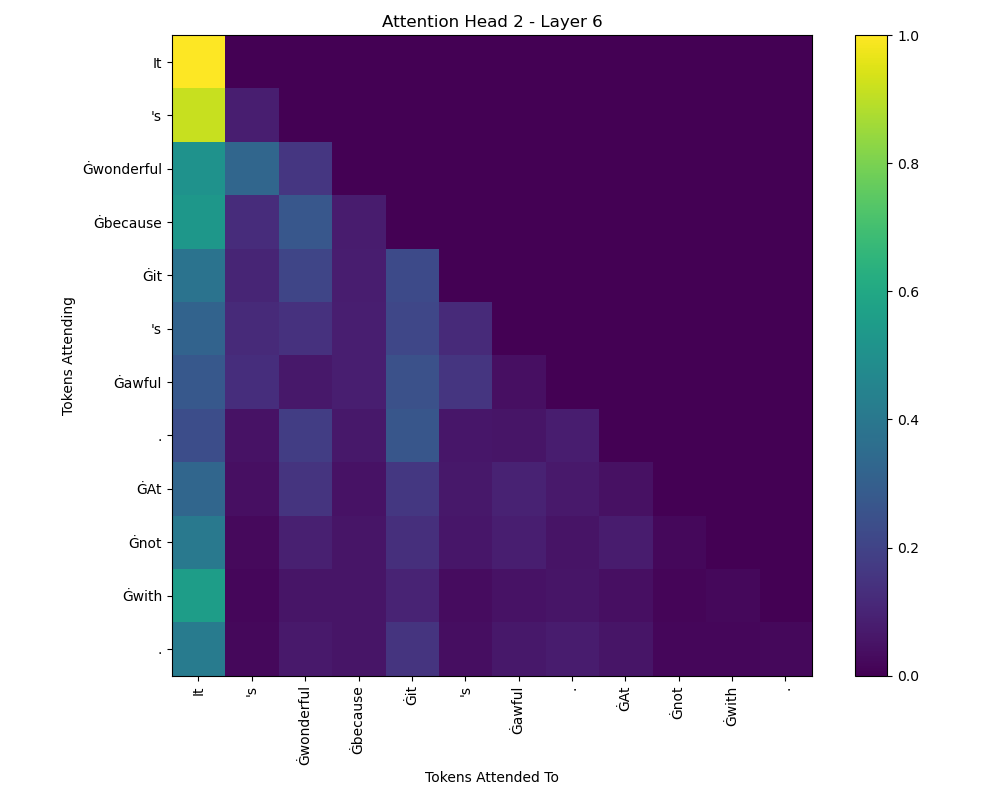 Attention Head 2 - Layer 6
It
's
Ġwonderful
Ġbecause
Ġit
's
Ġawful
.
ĠAt
Ġnot
Ġwith
.
Tokens Attending
It
's
Ġwonderful
Ġbecause
Ġit
's
Ġawful
.
ĠAt
Ġnot
Ġwith
.
Tokens Attended To
1.0
0.8
0.6
0.4
0.2
0.0